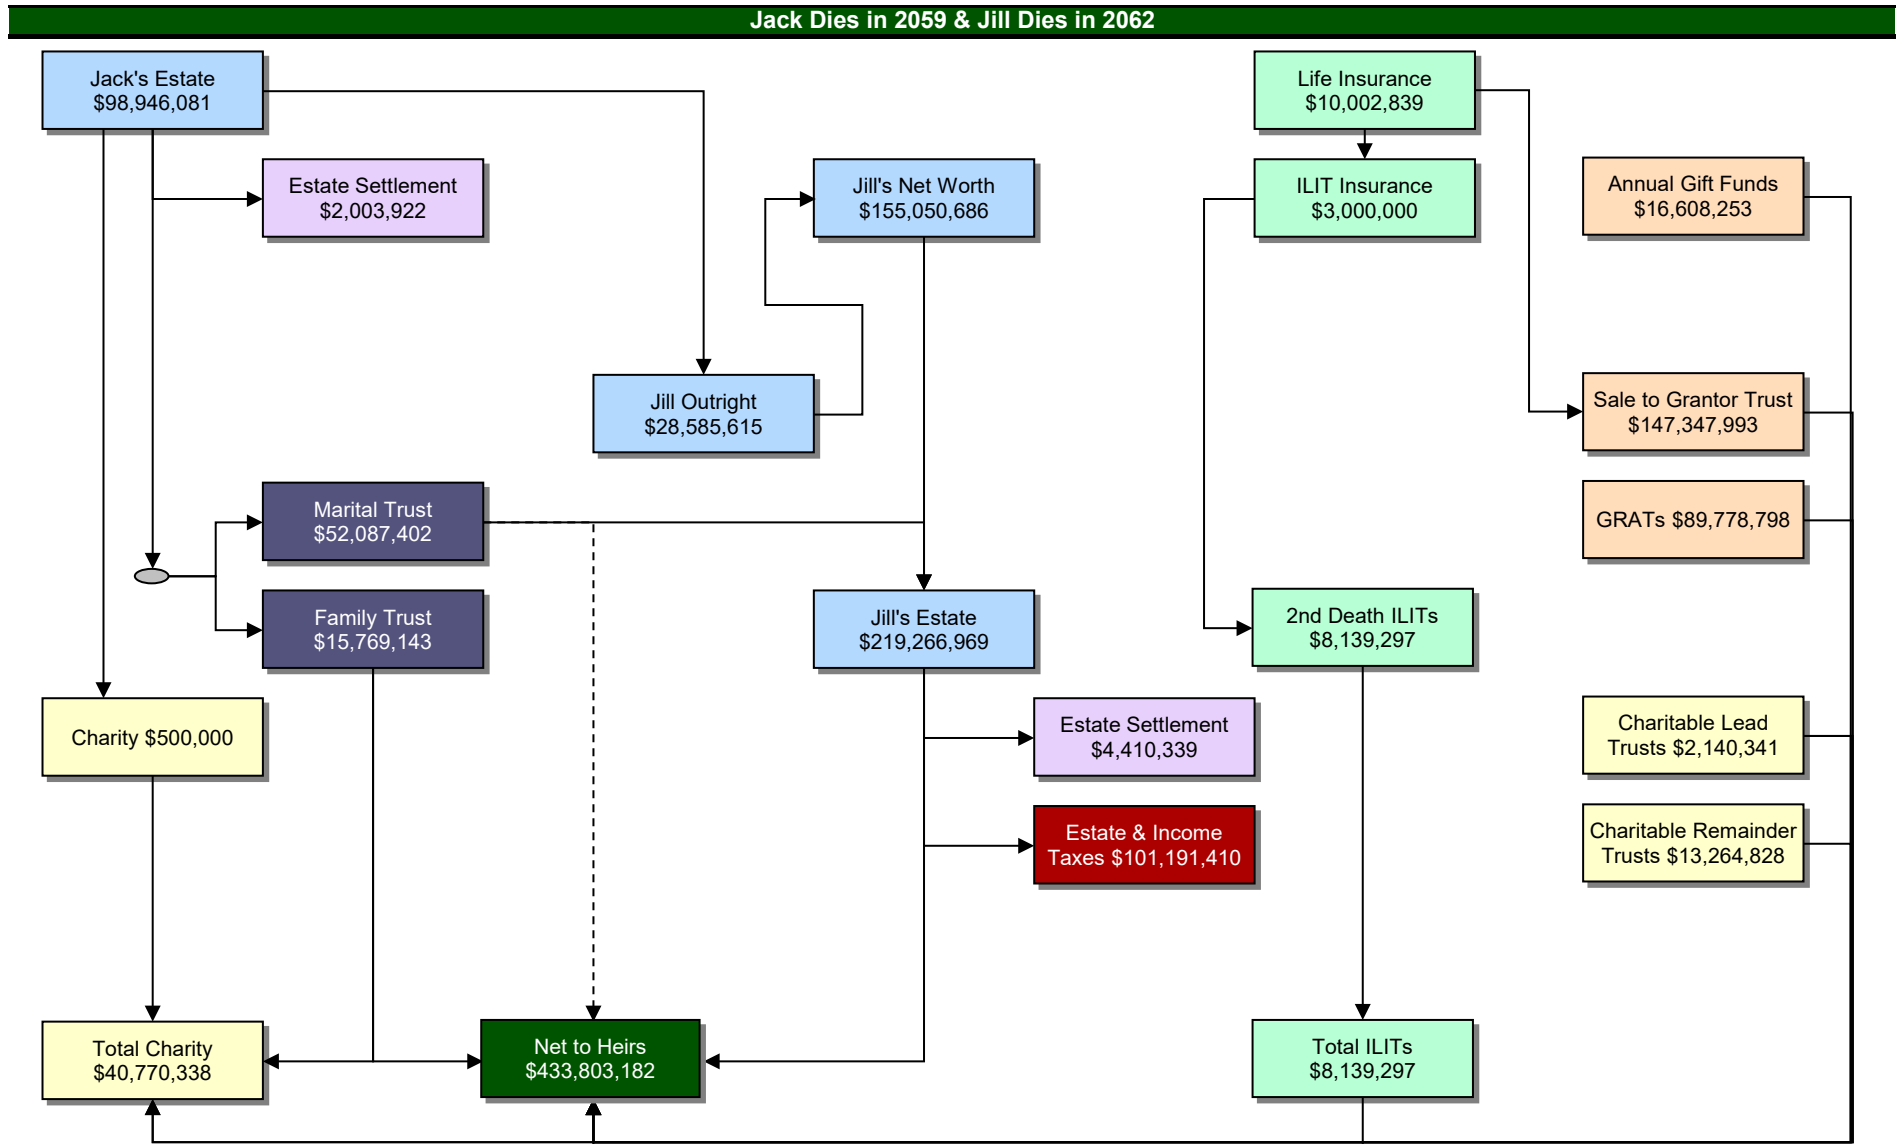 Jack Dies in 2059 & Jill Dies in 2062
Jack's Estate
$98,946,081
Life Insurance
$10,002,839
Estate Settlement
$2,003,922
Jill's Net Worth
$155,050,686
ILIT Insurance
$3,000,000
Annual Gift Funds
$16,608,253
Jill Outright
$28,585,615
Sale to Grantor Trust
$147,347,993
Marital Trust
$52,087,402
GRATs $89,778,798
Family Trust
$15,769,143
Jill's Estate
$219,266,969
2nd Death ILITs
$8,139,297
Charity $500,000
Estate Settlement
$4,410,339
Charitable Lead
Trusts $2,140,341
Estate & Income
Taxes $101,191,410
Charitable Remainder
Trusts $13,264,828
Total Charity
$40,770,338
Net to Heirs
$433,803,182
Total ILITs
$8,139,297